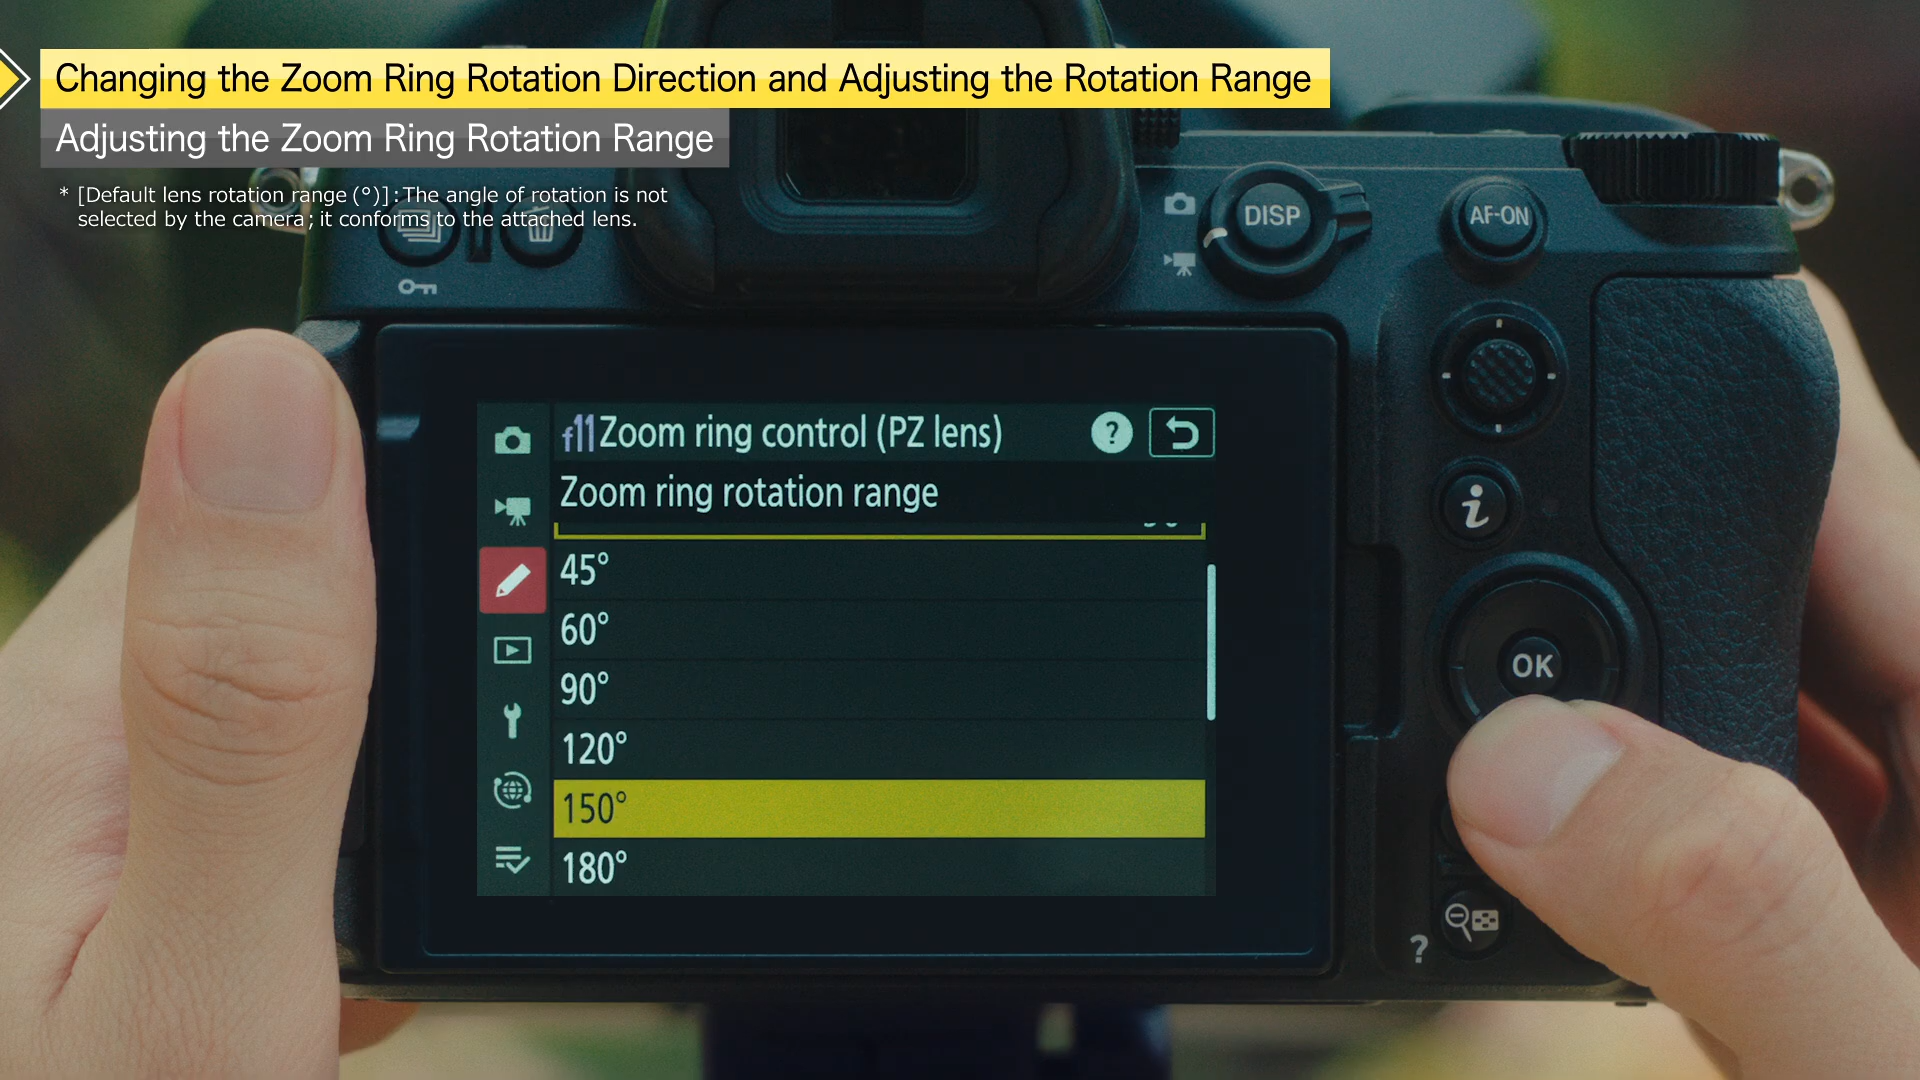 Changing the Zoom Ring Rotation Direction and Adjusting the Rotation Range
Adjusting the Zoom Ring Rotation Range
* [Default lens rotation range (°)]: The angle of rotation is not
selected by the camera; it conforms to the attached lens.
DISP
AF-ON
f11 Zoom ring control (PZ lens) ?
Zoom ring rotation range
i
45°
60°
90°
OK
120°
150°
180°
?